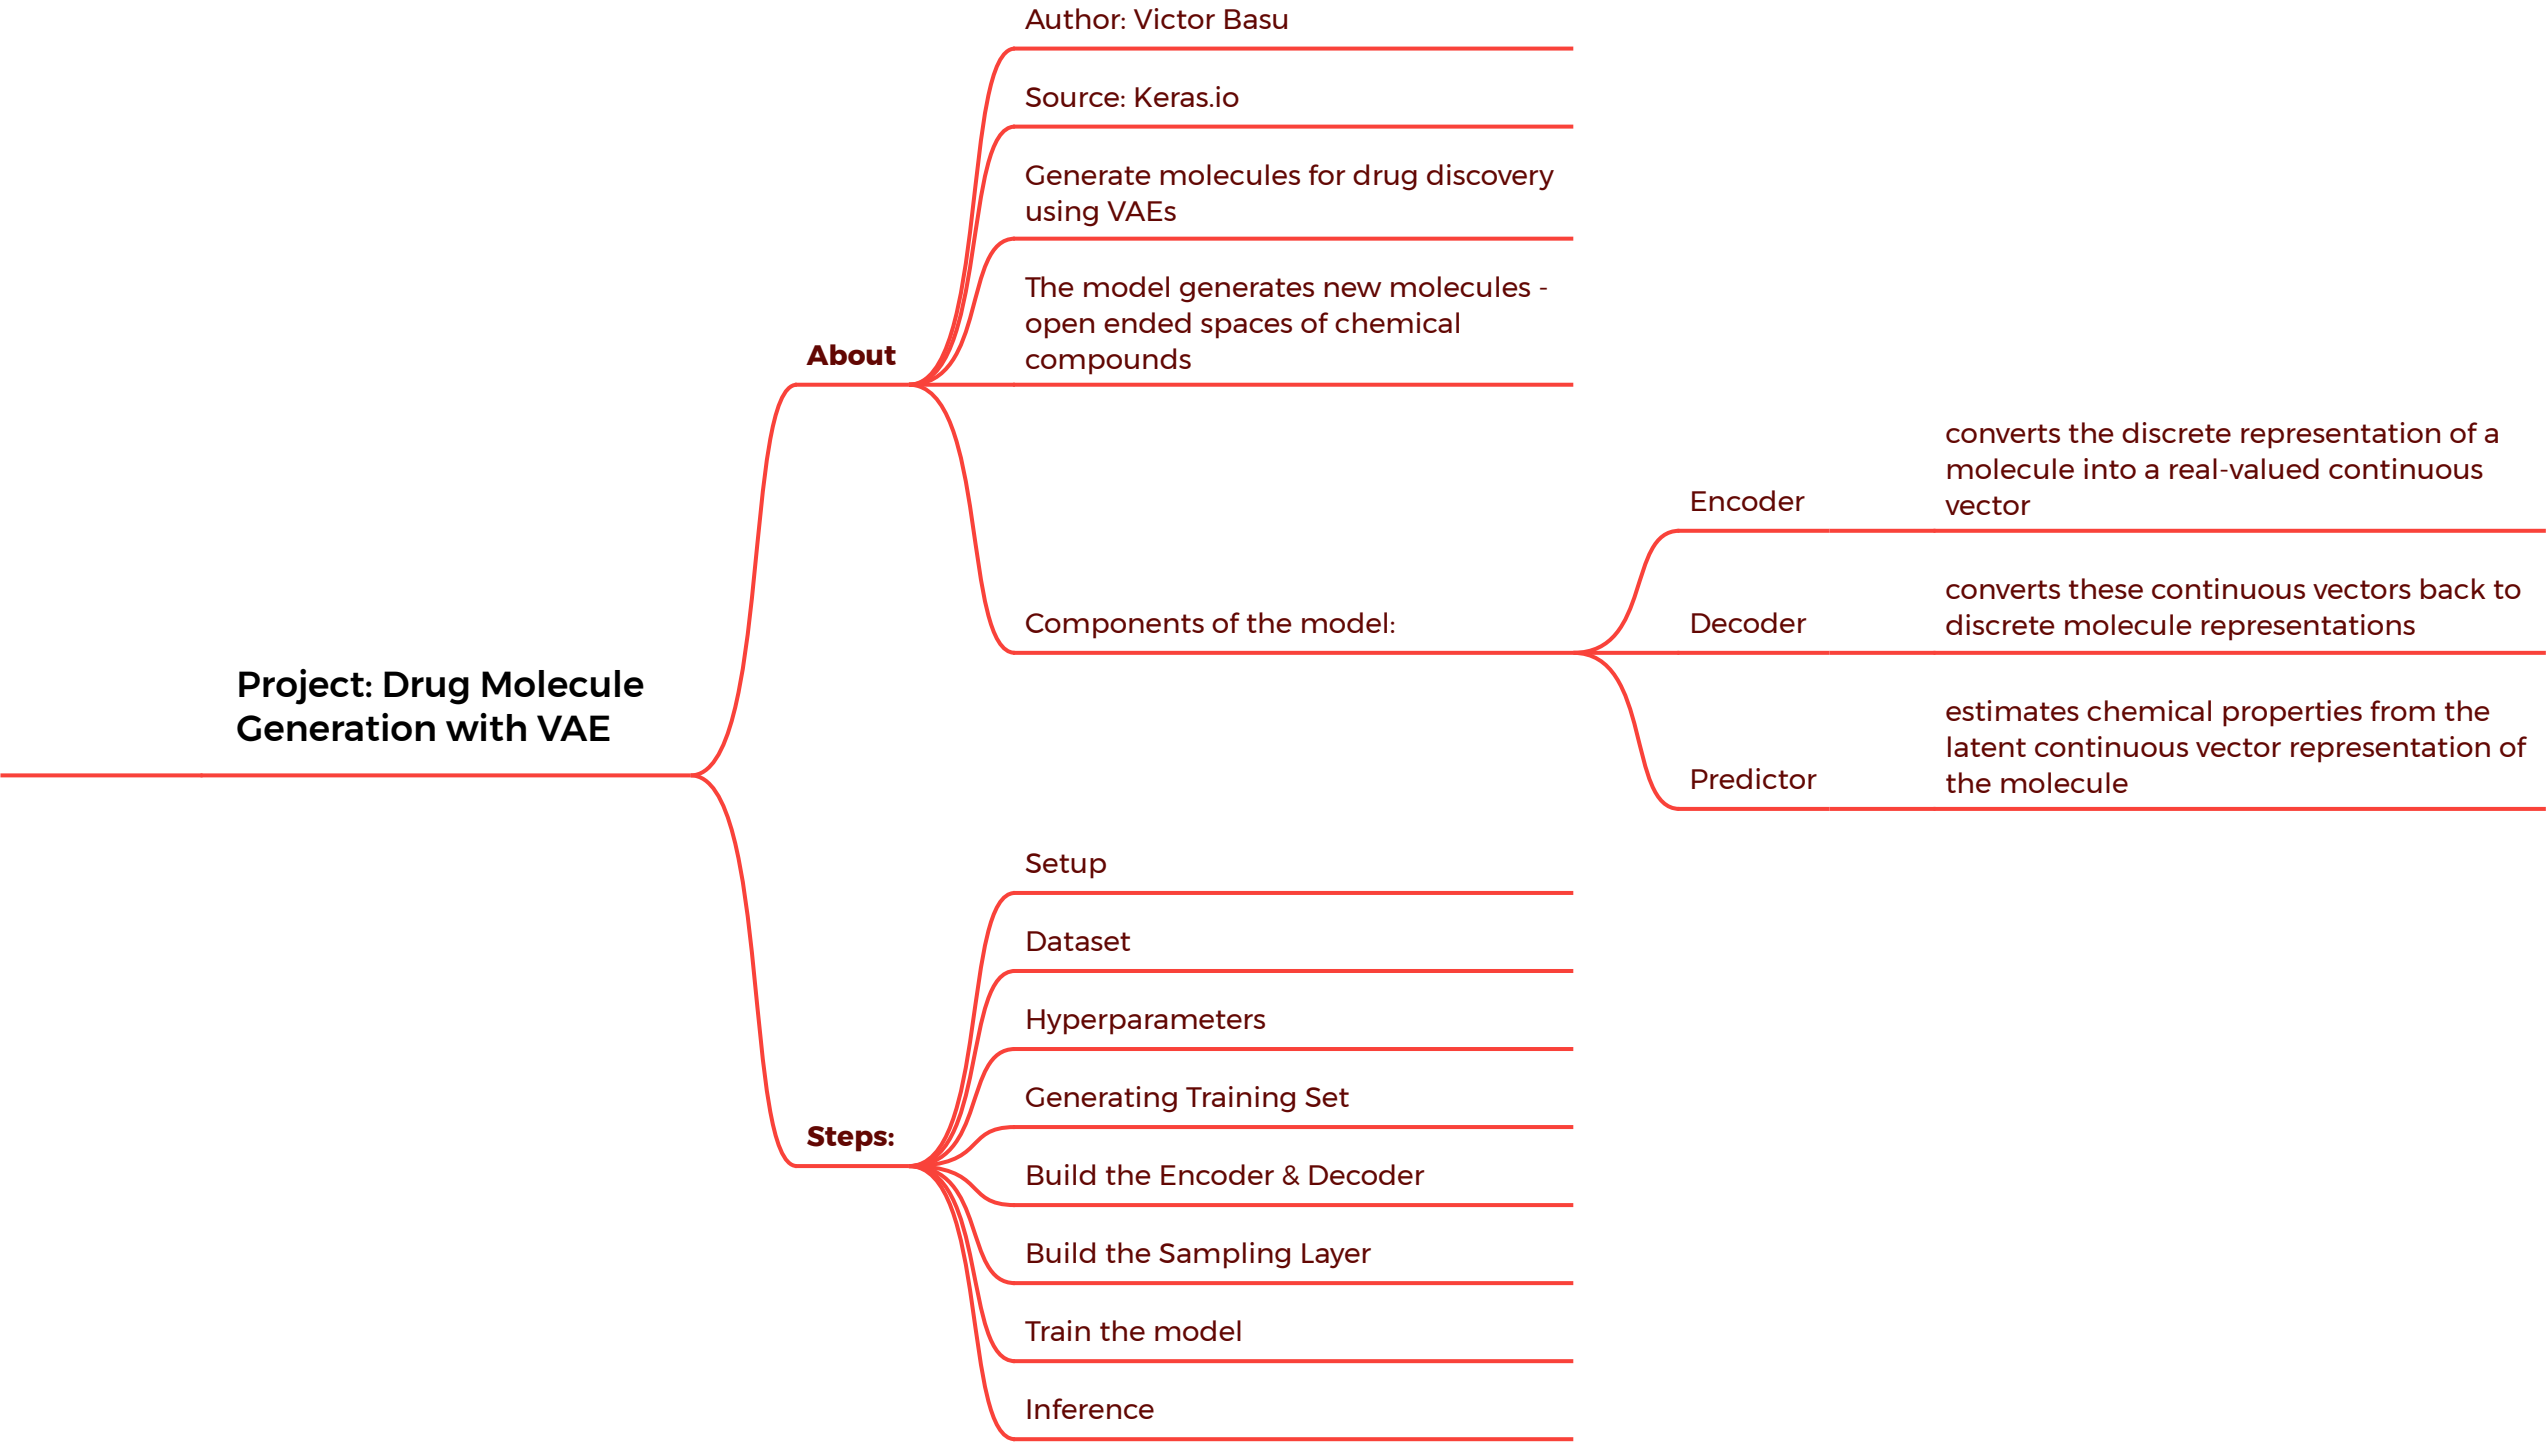 Project: Drug Molecule
Generation with VAE
About
Author: Victor Basu
Source: Keras.io
Generate molecules for drug discovery
using VAEs
The model generates new molecules -
open ended spaces of chemical
compounds
Components of the model:
Encoder
converts the discrete representation of a
molecule into a real-valued continuous
vector
Decoder
converts these continuous vectors back to
discrete molecule representations
Predictor
estimates chemical properties from the
latent continuous vector representation of
the molecule
Steps:
Setup
Dataset
Hyperparameters
Generating Training Set
Build the Encoder & Decoder
Build the Sampling Layer
Train the model
Inference